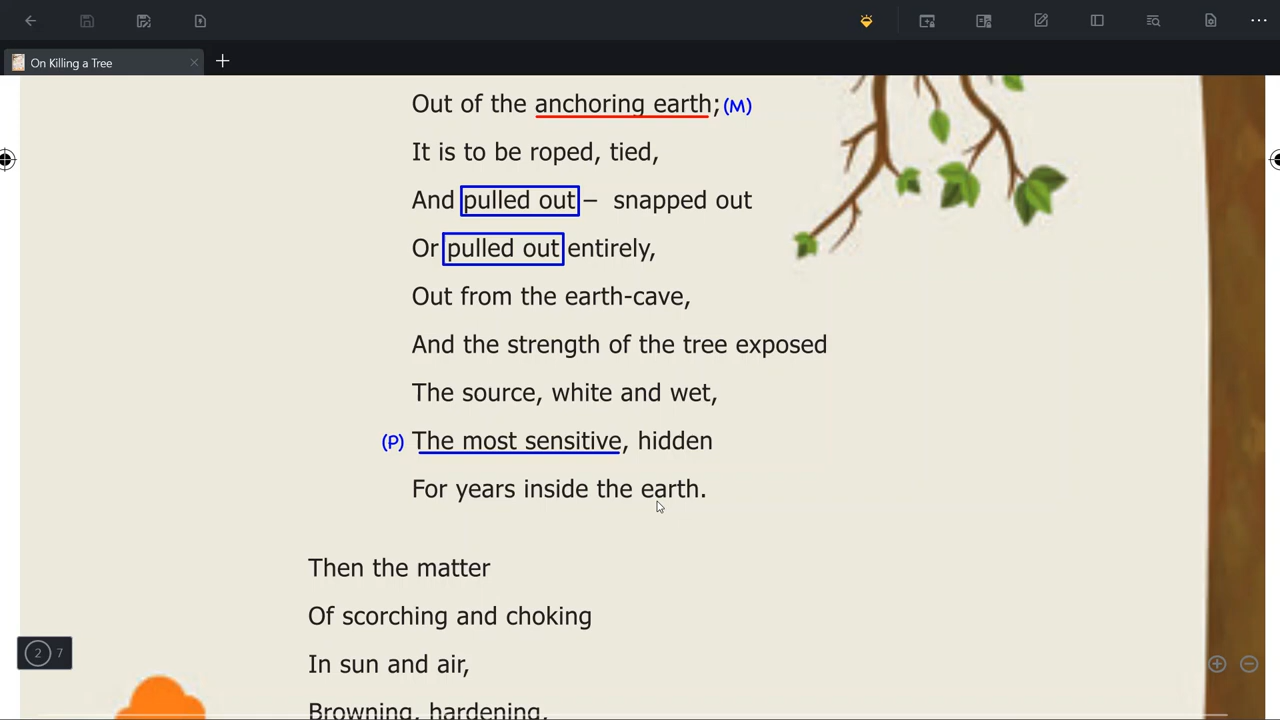 On Killing a Tree
Out of the anchoring earth; (M)
It is to be roped, tied,
And pulled out – snapped out
Or pulled out entirely,
Out from the earth-cave,
And the strength of the tree exposed
The source, white and wet,
(P) The most sensitive, hidden
For years inside the earth.
Then the matter
Of scorching and choking
2 7
In sun and air,
Browning, hardening,